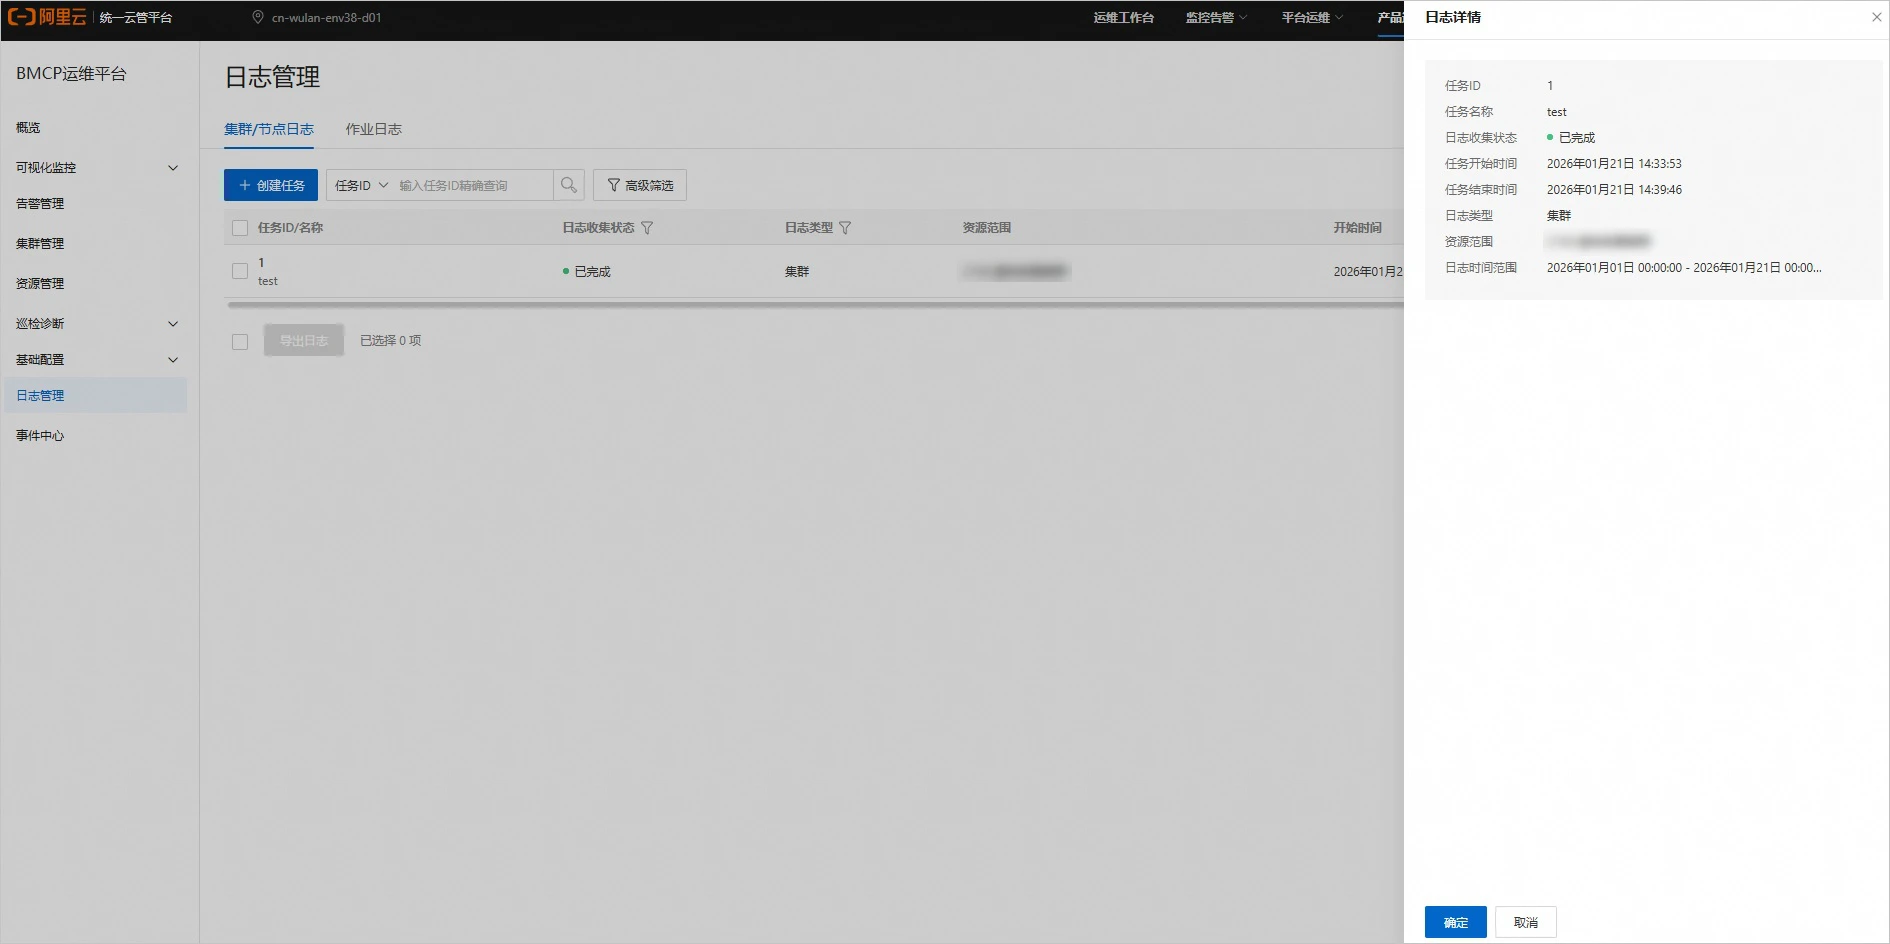 阿里云 统一云管平台
cn-wulan-env38-d01
运维工作台
监控告警
平台运维
产品
BMCP运维平台
概览
可视化监控
告警管理
集群管理
资源管理
巡检诊断
基础配置
日志管理
事件中心
日志管理
集群/节点日志
作业日志
创建任务
任务ID
输入任务ID精确查询
高级筛选
任务ID/名称
日志收集状态
日志类型
资源范围
开始时间
1
test
已完成
集群
2026年01月2
导出日志
已选择 0 项
日志详情
任务ID 1
任务名称 test
日志收集状态 已完成
任务开始时间 2026年01月21日 14:33:53
任务结束时间 2026年01月21日 14:39:46
日志类型 集群
资源范围
日志时间范围 2026年01月01日 00:00:00 - 2026年01月21日 00:00...
确定
取消